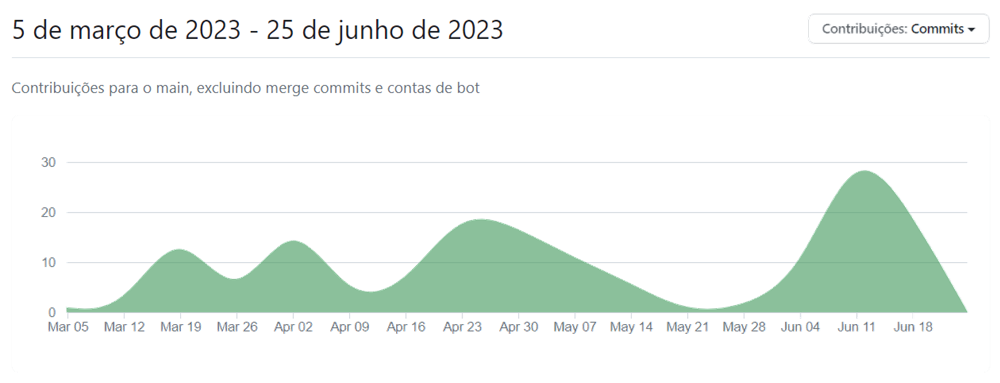 5 de março de 2023 - 25 de junho de 2023
Contribuições: Commits
Contribuições para o main, excluindo merge commits e contas de bot
30
20
10
0
Mar 05 Mar 12 Mar 19 Mar 26 Apr 02 Apr 09 Apr 16 Apr 23 Apr 30 May 07 May 14 May 21 May 28 Jun 04 Jun 11 Jun 18